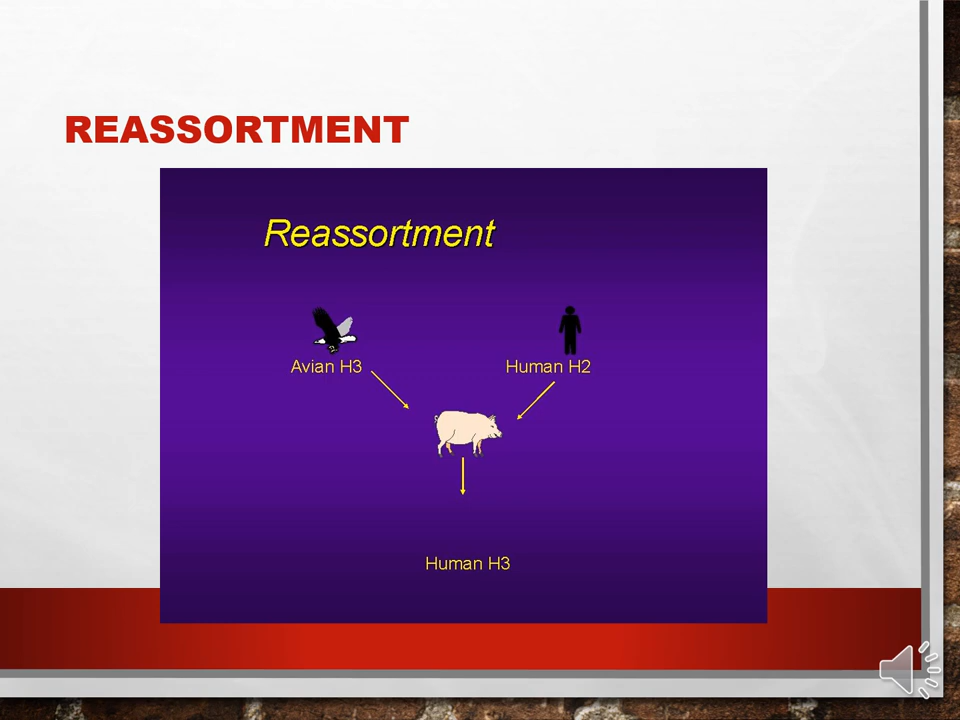 REASSORTMENT
Reassortment
Avian H3
Human H2
Human H3